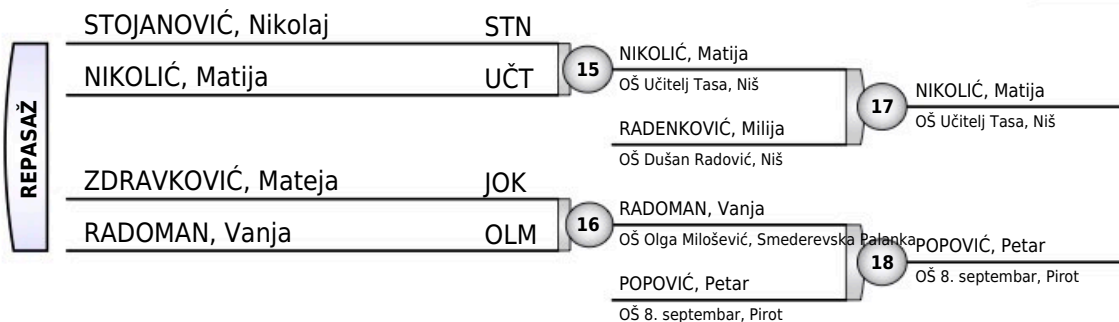 REPASAŽ
STOJANOVIĆ, Nikolaj STN
NIKOLIĆ, Matija UČT
ZDRAVKOVIĆ, Mateja JOK
RADOMAN, Vanja OLM
15
NIKOLIĆ, Matija
OŠ Učitelj Tasa, Niš
RADENKOVIĆ, Milija
OŠ Dušan Radović, Niš
16
RADOMAN, Vanja
OŠ Olga Milošević, Smederevska Palanka
POPOVIĆ, Petar
OŠ 8. septembar, Pirot
17
NIKOLIĆ, Matija
OŠ Učitelj Tasa, Niš
18
POPOVIĆ, Petar
OŠ 8. septembar, Pirot